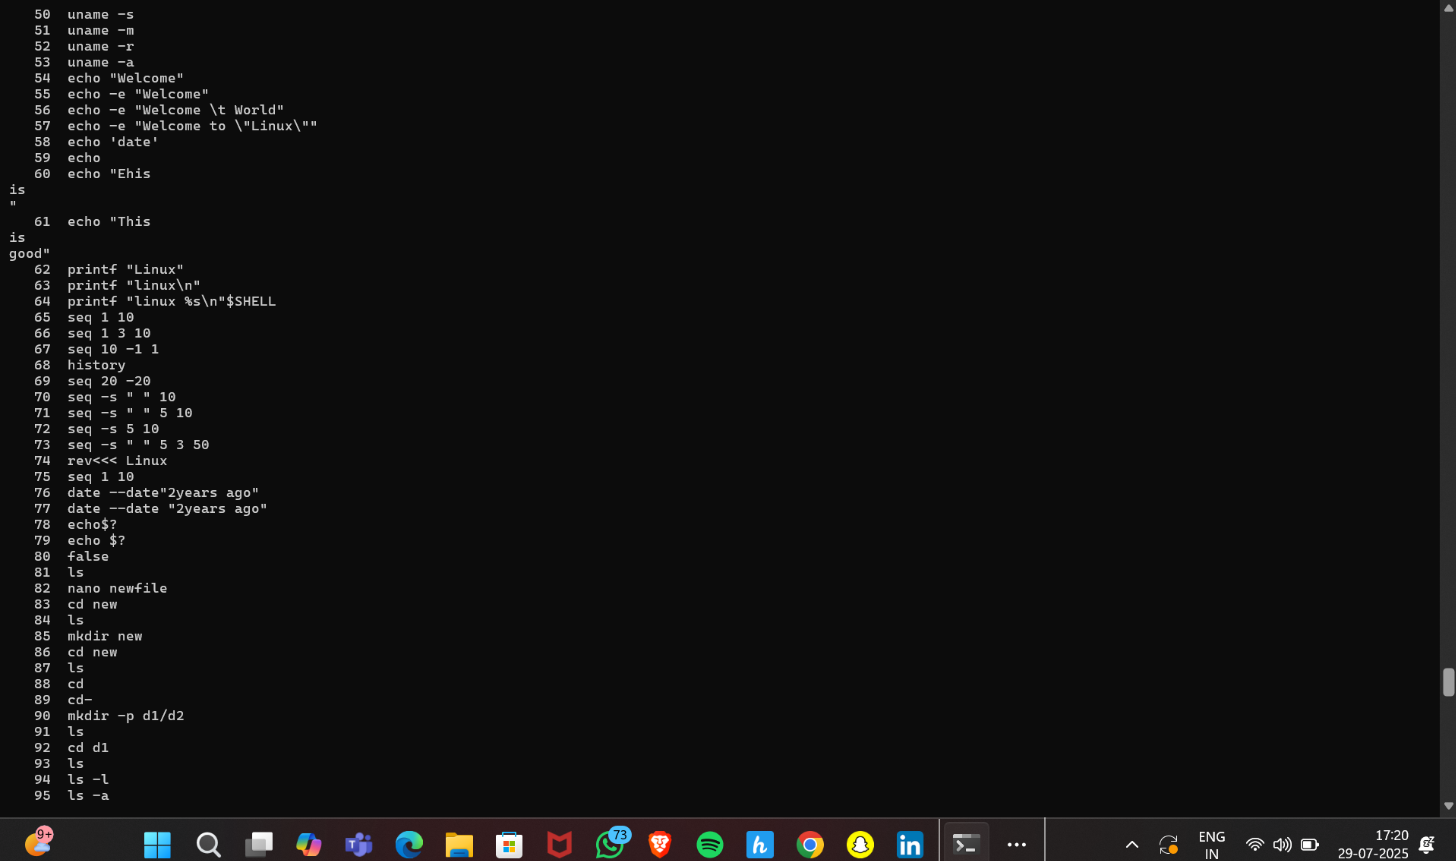 50  uname -s
51  uname -m
52  uname -r
53  uname -a
54  echo "Welcome"
55  echo -e "Welcome"
56  echo -e "Welcome \t World"
57  echo -e "Welcome to \"Linux\""
58  echo 'date'
59  echo
60  echo "Ehis
is
"
61  echo "This
is
good"
62  printf "Linux"
63  printf "linux\n"
64  printf "linux %s\n"$SHELL
65  seq 1 10
66  seq 1 3 10
67  seq 10 -1 1
68  history
69  seq 20 -20
70  seq -s " " 10
71  seq -s " " 5 10
72  seq -s 5 10
73  seq -s " " 5 3 50
74  rev<<< Linux
75  seq 1 10
76  date --date"2years ago"
77  date --date "2years ago"
78  echo$?
79  echo $?
80  false
81  ls
82  nano newfile
83  cd new
84  ls
85  mkdir new
86  cd new
87  ls
88  cd
89  cd-
90  mkdir -p d1/d2
91  ls
92  cd d1
93  ls
94  ls -l
95  ls -a
9+
73
ENG
IN
17:20
29-07-2025